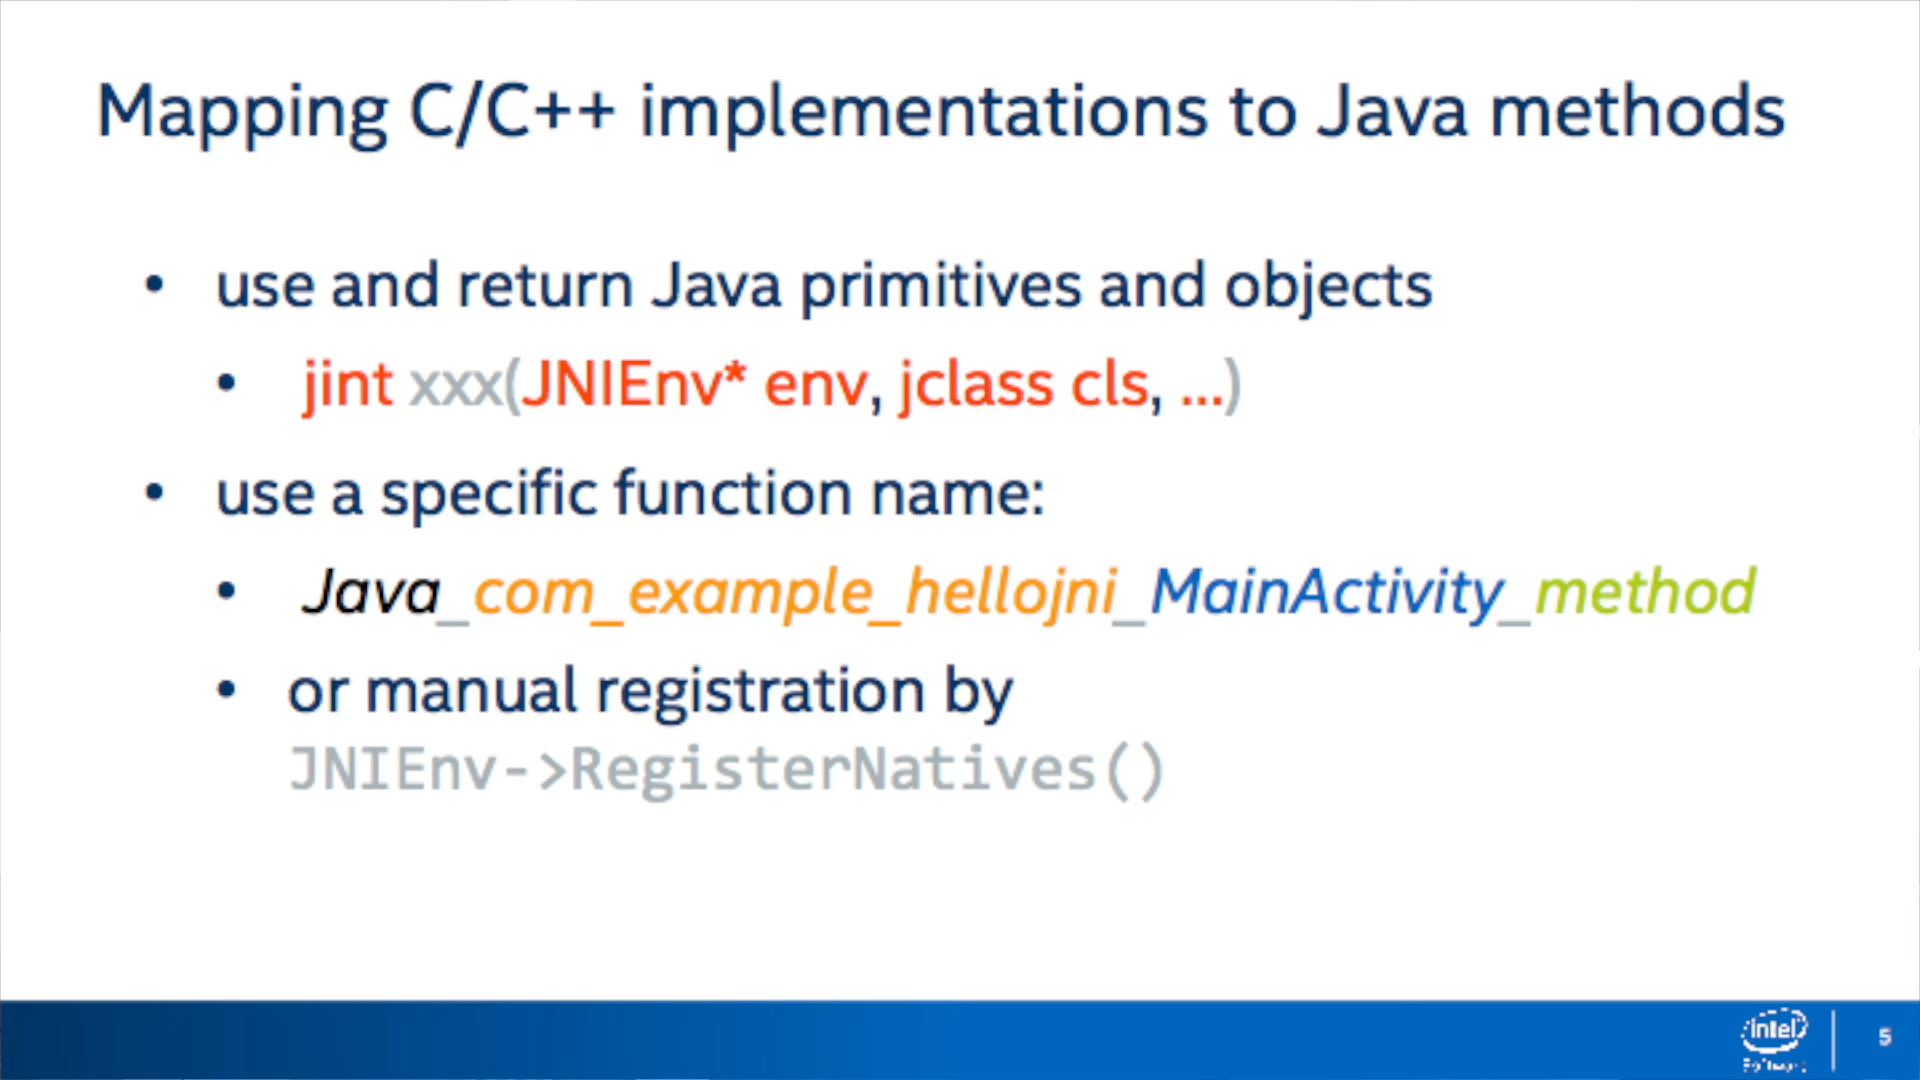 Mapping C/C++ implementations to Java methods
• use and return Java primitives and objects
• jint xxx(JNIEnv* env, jclass cls, ...)
• use a specific function name:
• Java_com_example_hellojni_MainActivity_method
• or manual registration by
JNIEnv->RegisterNatives()
intel
Software
5